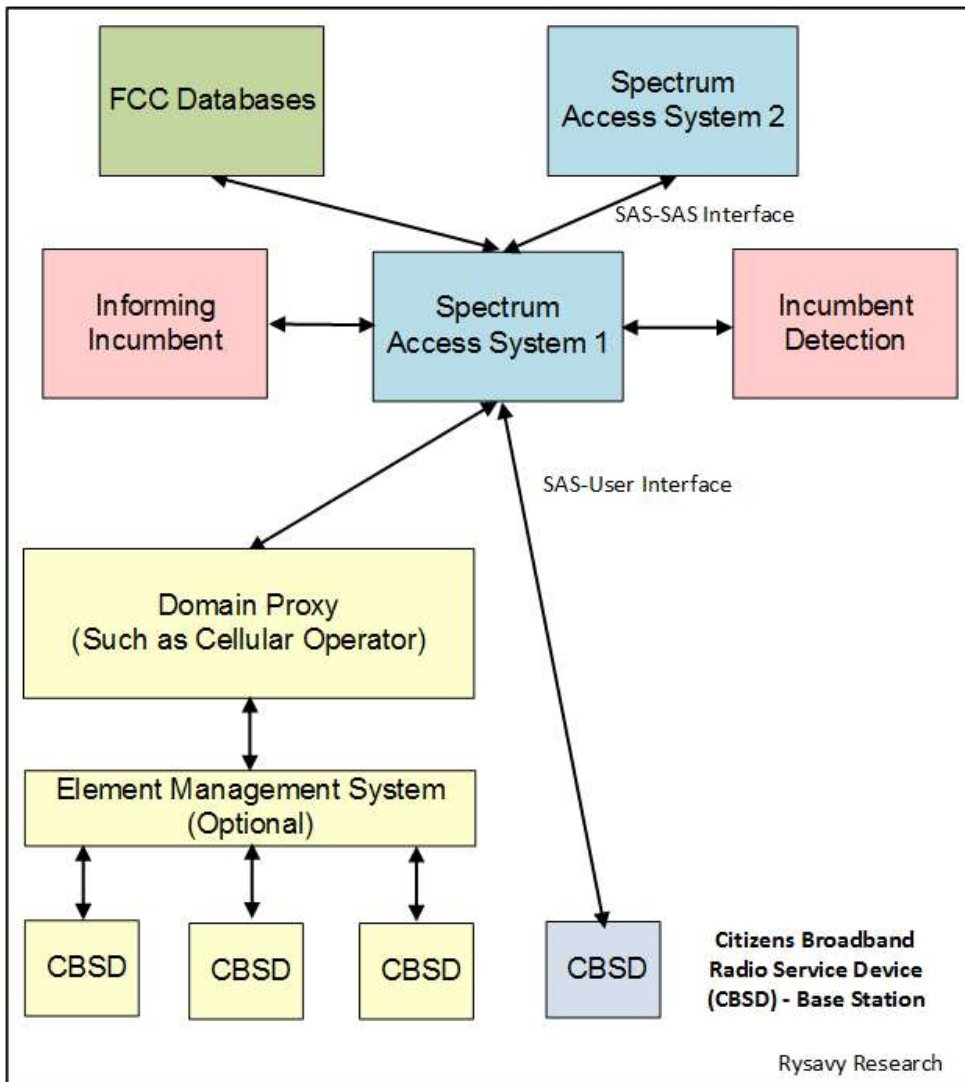 FCC Databases
Spectrum
Access System 2
SAS-SAS Interface
Informing
Incumbent
Spectrum
Access System 1
Incumbent
Detection
SAS-User Interface
Domain Proxy
(Such as Cellular Operator)
Element Management System
(Optional)
CBSD
CBSD
CBSD
CBSD
Citizens Broadband
Radio Service Device
(CBSD) - Base Station
Rysavy Research